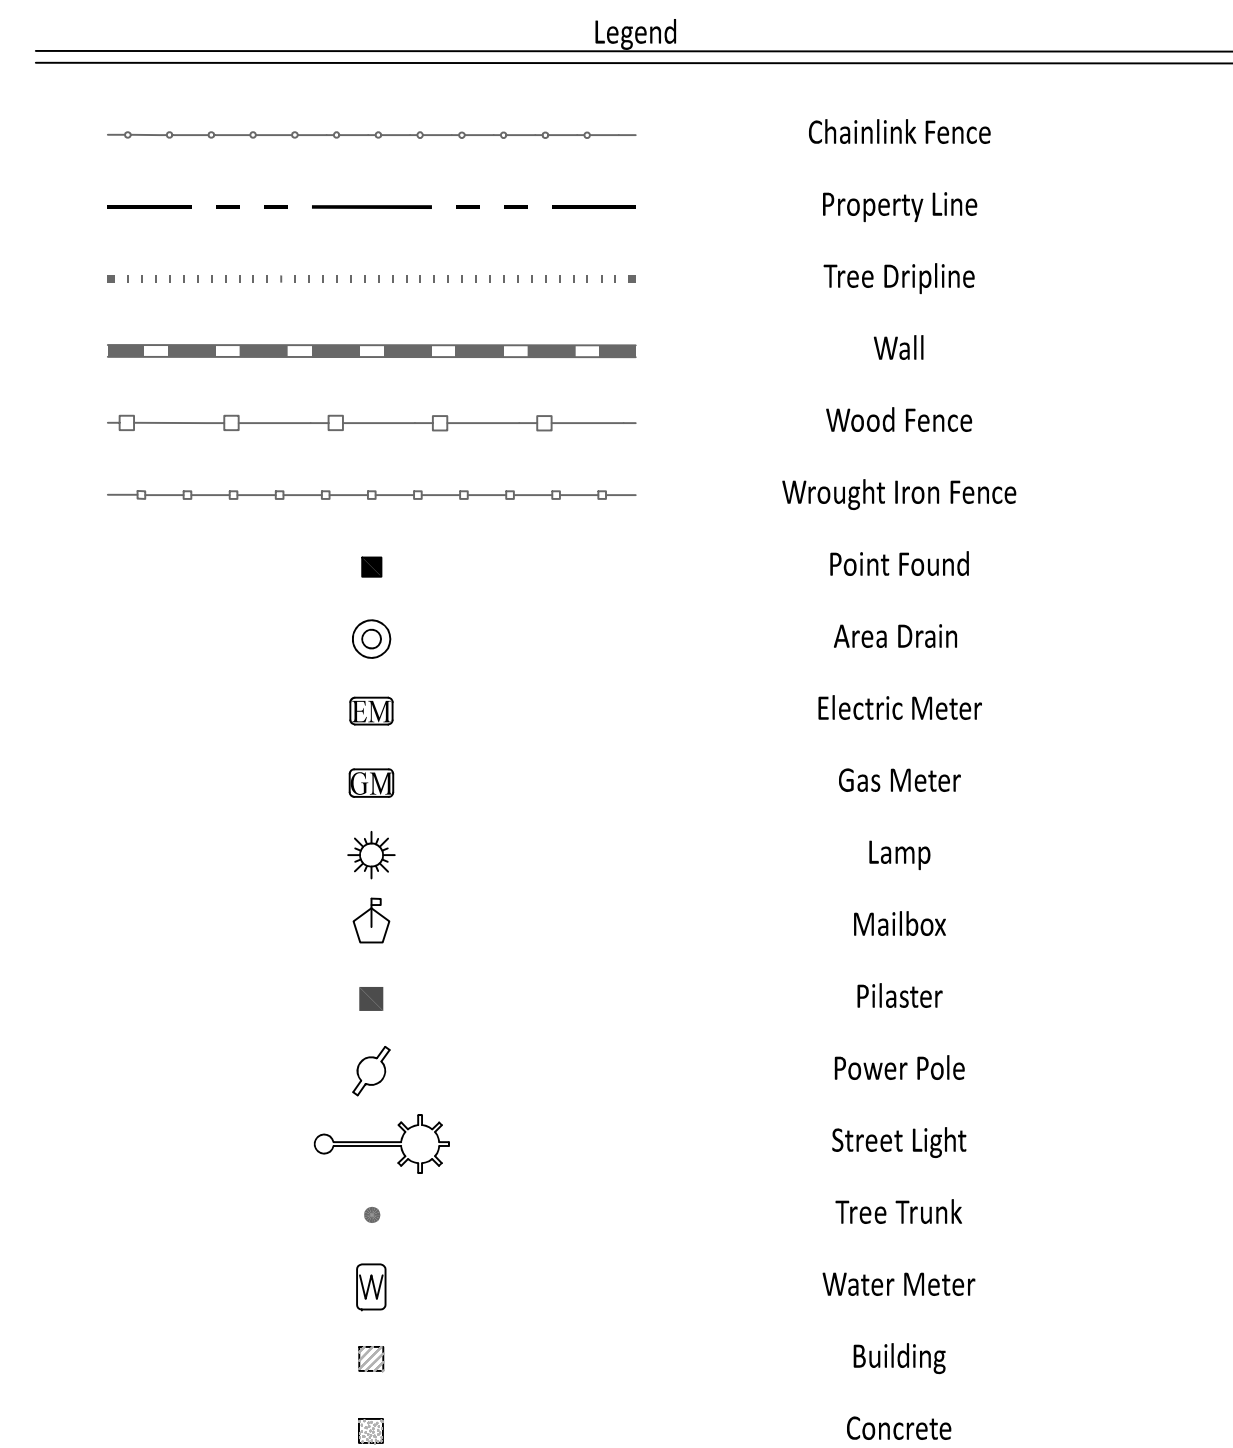 Legend
Chainlink Fence
Property Line
Tree Dripline
Wall
Wood Fence
Wrought Iron Fence
Point Found
Area Drain
EM Electric Meter
GM Gas Meter
Lamp
Mailbox
Pilaster
Power Pole
Street Light
Tree Trunk
W Water Meter
Building
Concrete